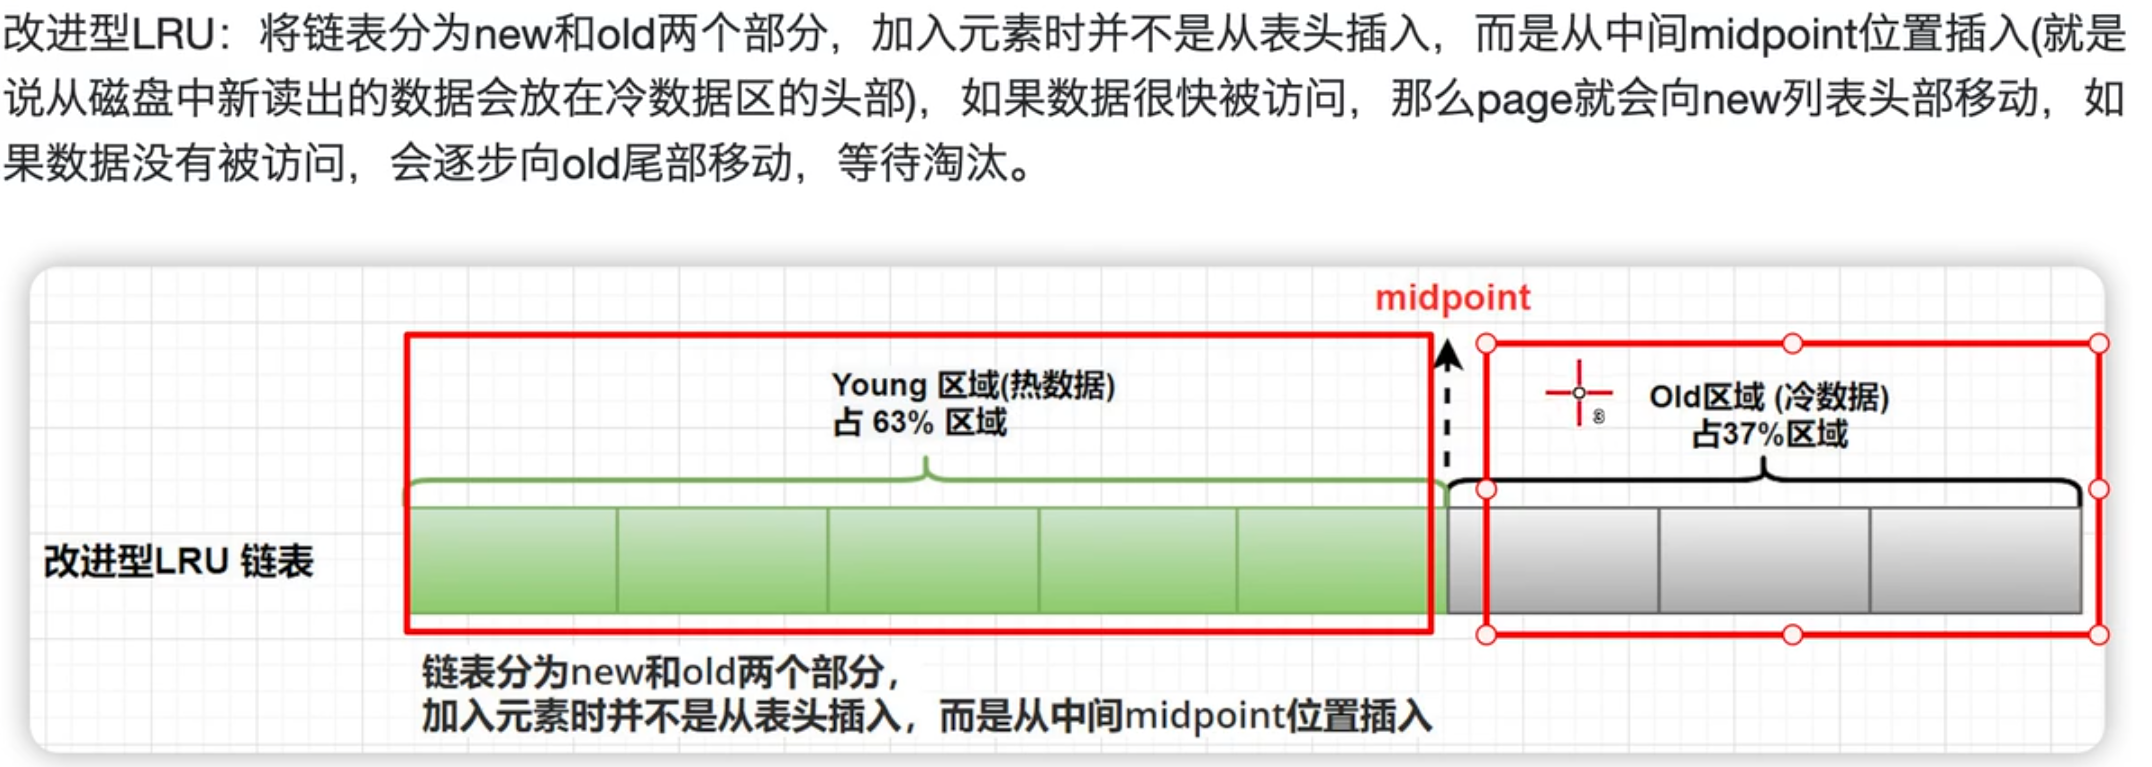 改进型LRU：将链表分为new和old两个部分，加入元素时并不是从表头插入，而是从中间midpoint位置插入(就是
说从磁盘中新读出的数据会放在冷数据区的头部)，如果数据很快被访问，那么page就会向new列表头部移动，如
果数据没有被访问，会逐步向old尾部移动，等待淘汰。
midpoint
Young 区域(热数据)
占 63% 区域
Old区域 (冷数据)
占37%区域
改进型LRU 链表
链表分为new和old两个部分，
加入元素时并不是从表头插入，而是从中间midpoint位置插入